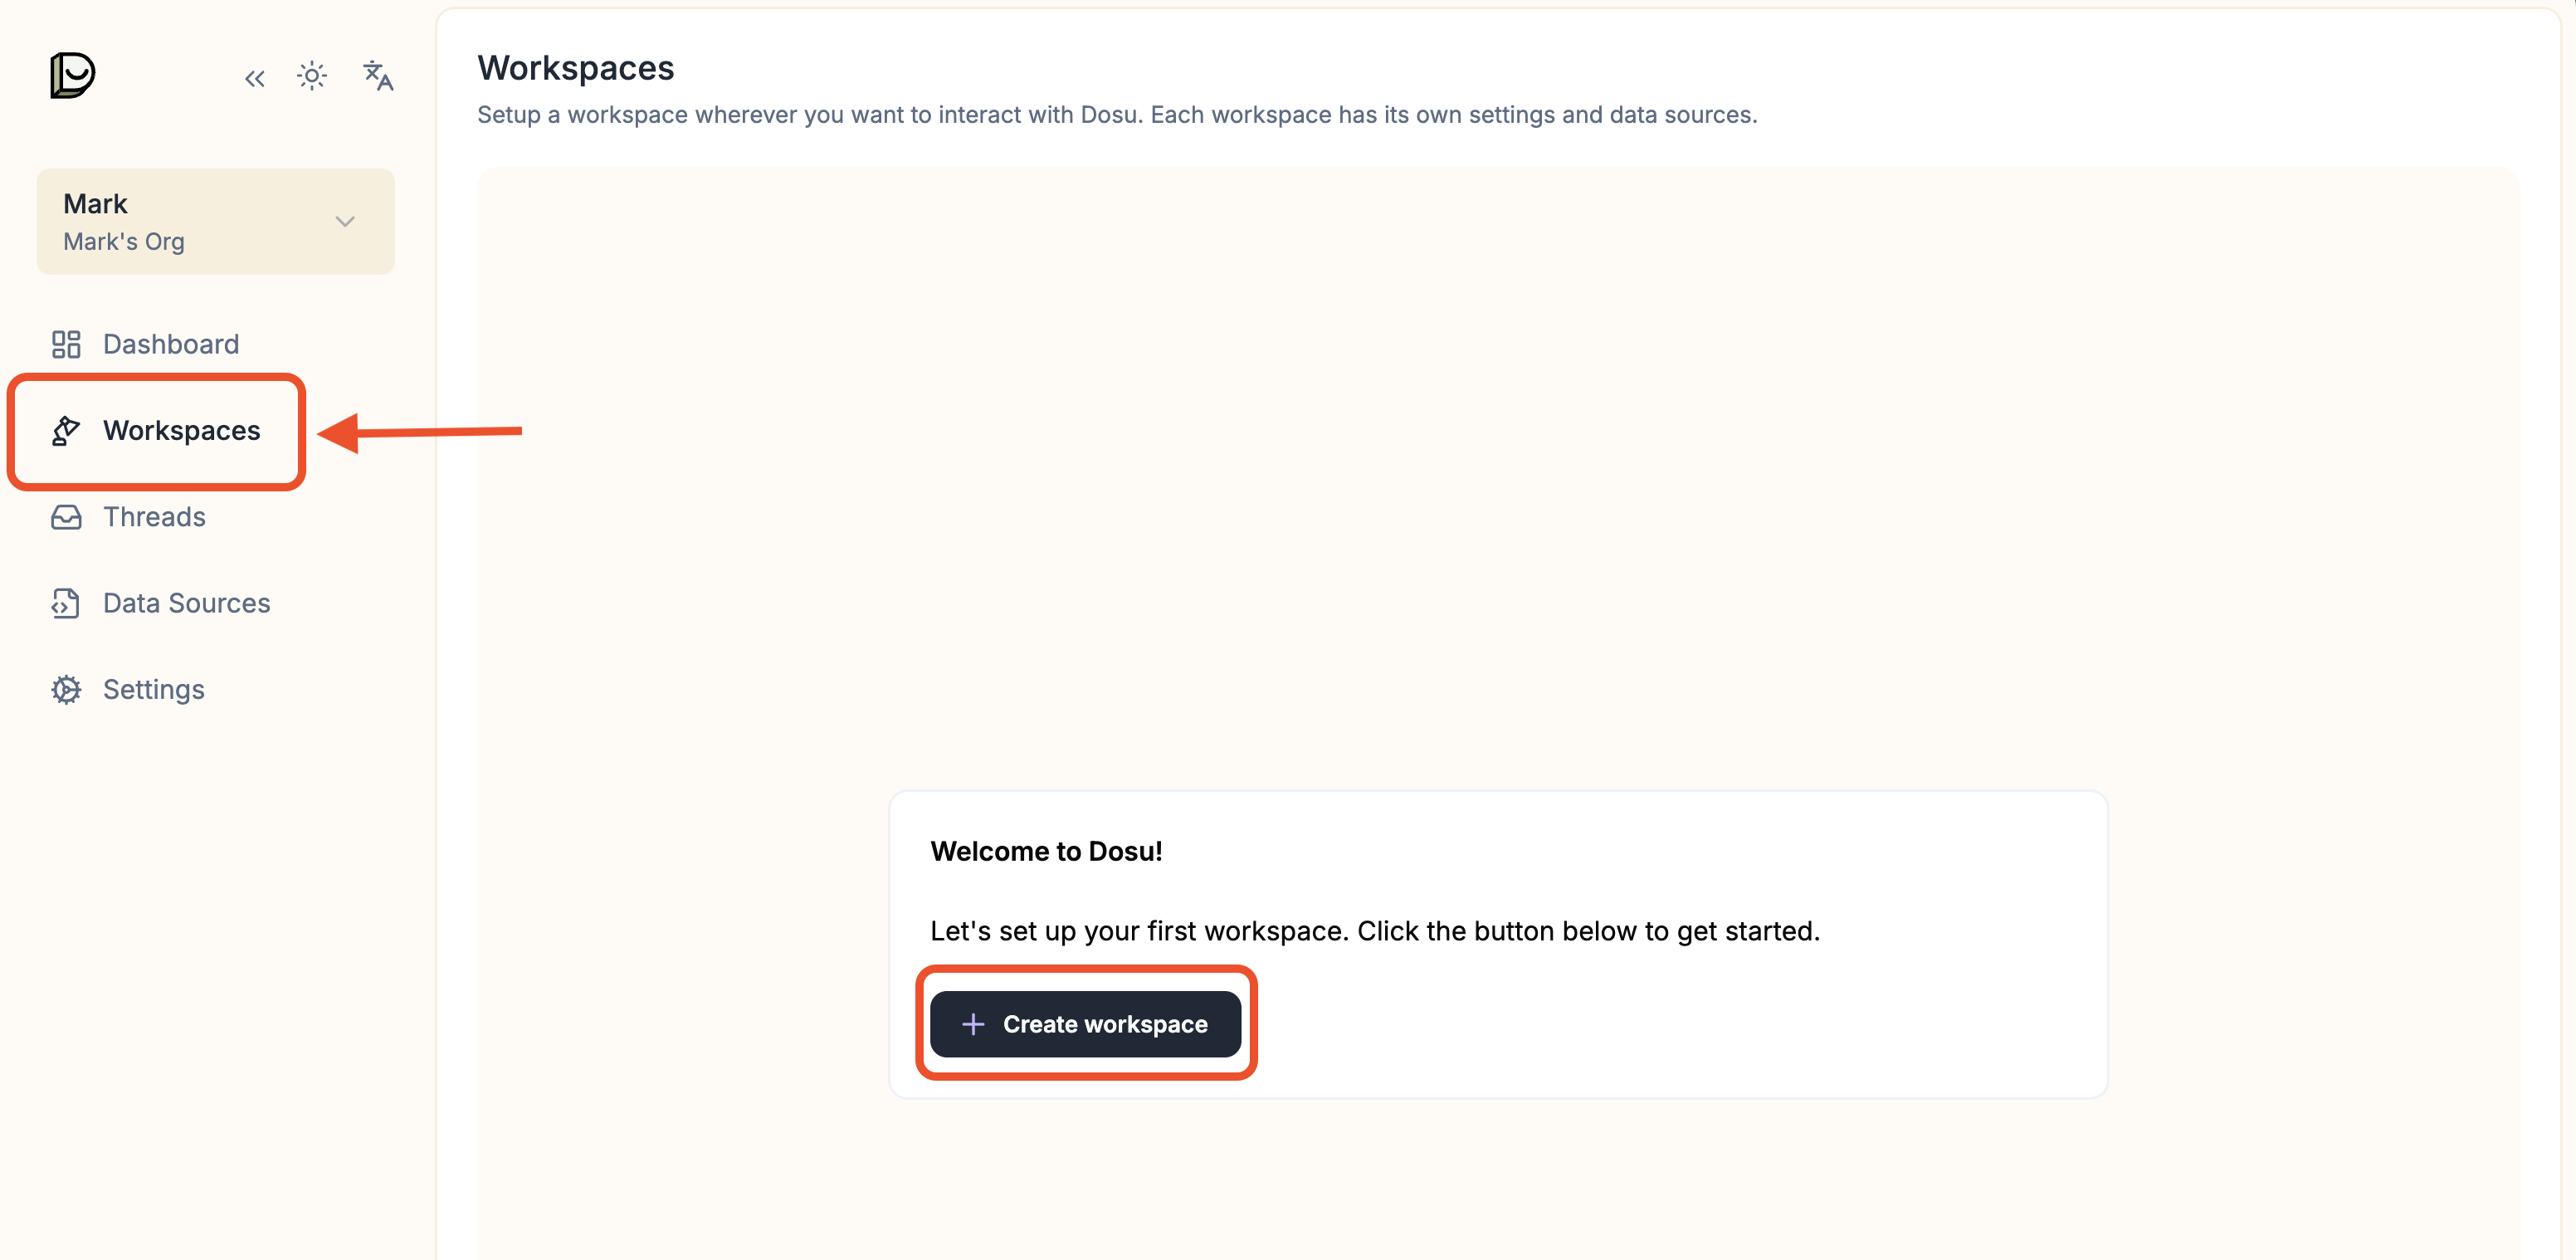 Mark
Mark's Org
Dashboard
Workspaces
Threads
Data Sources
Settings
Workspaces
Setup a workspace wherever you want to interact with Dosu. Each workspace has its own settings and data sources.
Welcome to Dosu!
Let's set up your first workspace. Click the button below to get started.
Create workspace